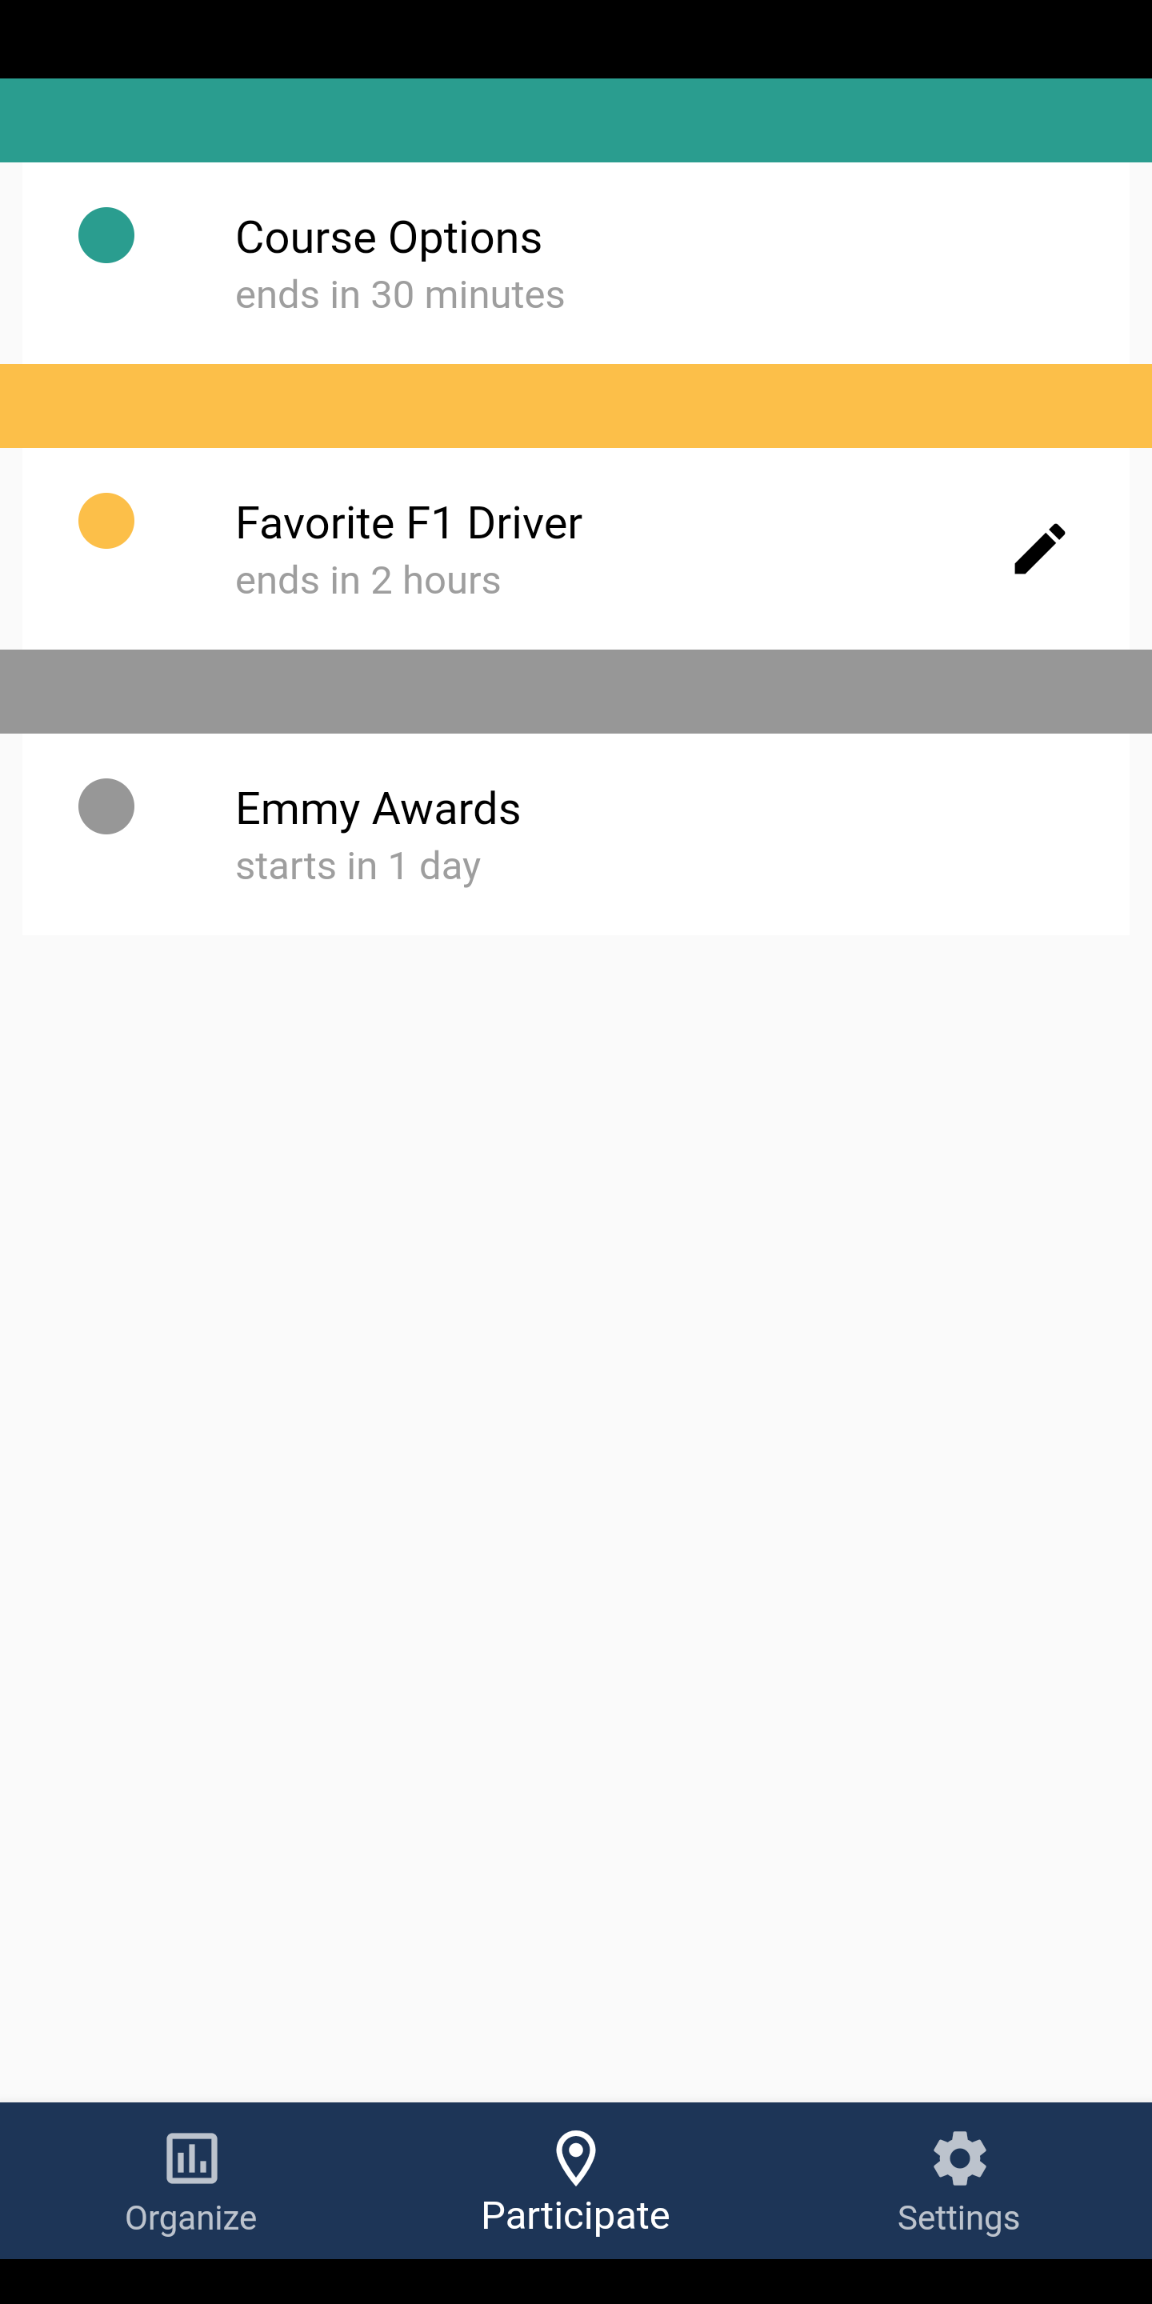 Course Options
ends in 30 minutes
Favorite F1 Driver
ends in 2 hours
Emmy Awards
starts in 1 day
Organize
Participate
Settings